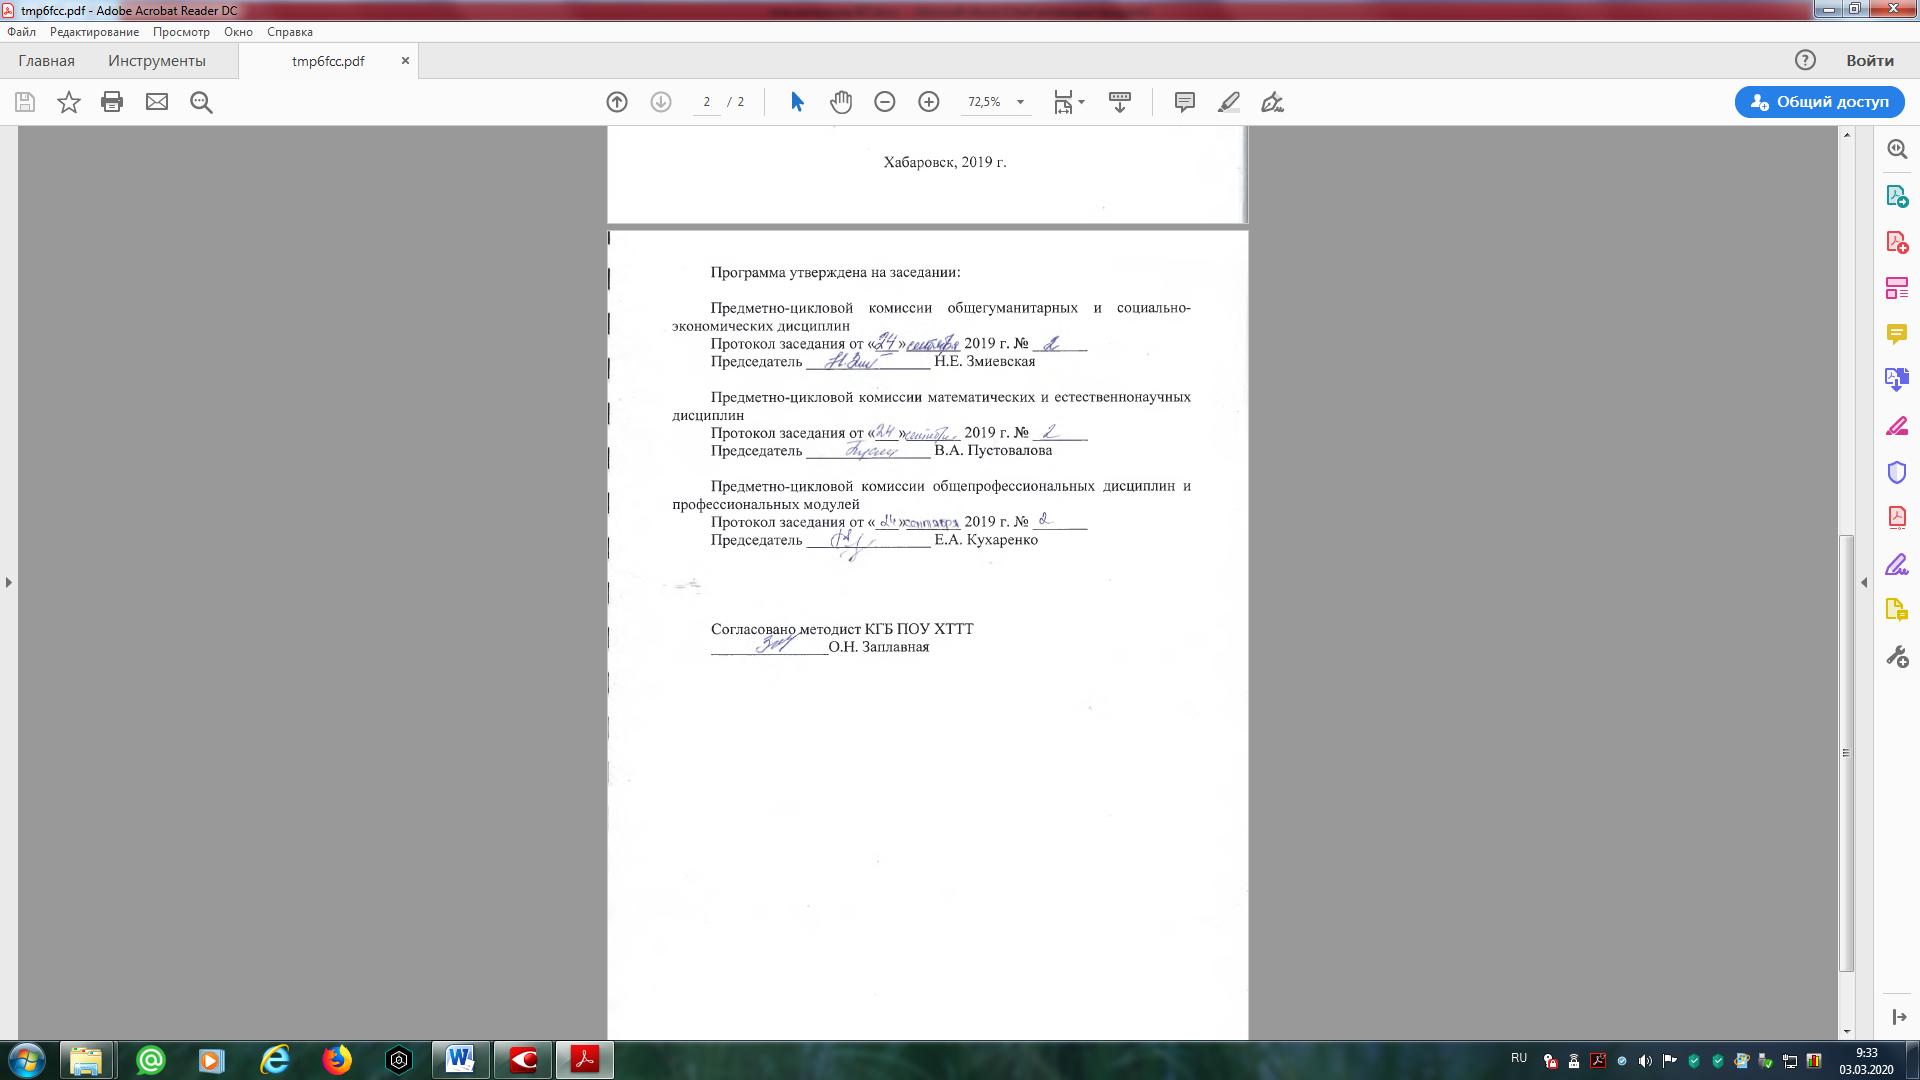 tmp6fcc.pdf - Adobe Acrobat Reader DC
Файл Редактирование Просмотр Окно Справка
Главная Инструменты tmp6fcc.pdf Войти
2 / 2 72,5% Общий доступ
Хабаровск, 2019 г.
Программа утверждена на заседании:
Предметно-цикловой комиссии общегуманитарных и социально-
экономических дисциплин
Протокол заседания от «24» сентября 2019 г. № 2
Председатель Н.Е. Змиевская
Предметно-цикловой комиссии математических и естественнонаучных
дисциплин
Протокол заседания от «24» сентября 2019 г. № 2
Председатель В.А. Пустовалова
Предметно-цикловой комиссии общепрофессиональных дисциплин и
профессиональных модулей
Протокол заседания от «24» сентября 2019 г. № 2
Председатель Е.А. Кухаренко
Согласовано методист КГБ ПОУ ХТТТ
О.Н. Заплавная
RU 9:33
03.03.2020